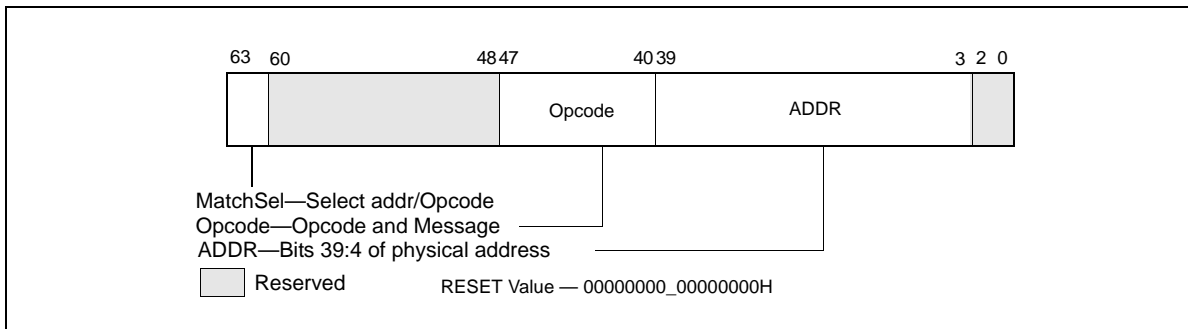 63 60 48 47 40 39 3 2 0
Opcode ADDR
MatchSel—Select addr/Opcode
Opcode—Opcode and Message
ADDR—Bits 39:4 of physical address
Reserved RESET Value — 00000000_00000000H